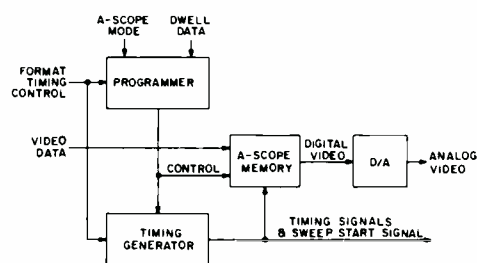 A-SCOPE
MODE
DWELL
DATA
FORMAT
TIMING
CONTROL
PROGRAMMER
VIDEO
DATA
CONTROL
A-SCOPE
MEMORY
DIGITAL
VIDEO
D/A
ANALOG
VIDEO
TIMING
GENERATOR
TIMING SIGNALS
& SWEEP START SIGNAL